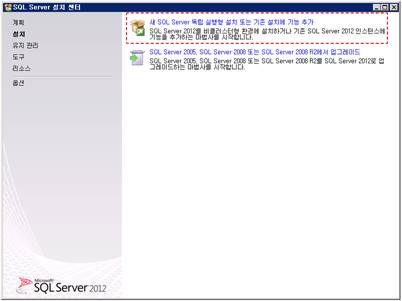 SQL Server 설치 센터
계획
설치
유지 관리
도구
리소스
옵션
새 SQL Server 독립 실행형 설치 또는 기존 설치에 기능 추가
SQL Server 2012를 비클러스터형 환경에 설치하거나 기존 SQL Server 2012 인스턴스에
기능을 추가하는 마법사를 시작합니다.
SQL Server 2005, SQL Server 2008 또는 SQL Server 2008 R2에서 업그레이드
SQL Server 2005, SQL Server 2008 또는 SQL Server 2008 R2를 SQL Server 2012로 업
그레이드하는 마법사를 시작합니다.
Microsoft
SQL Server 2012